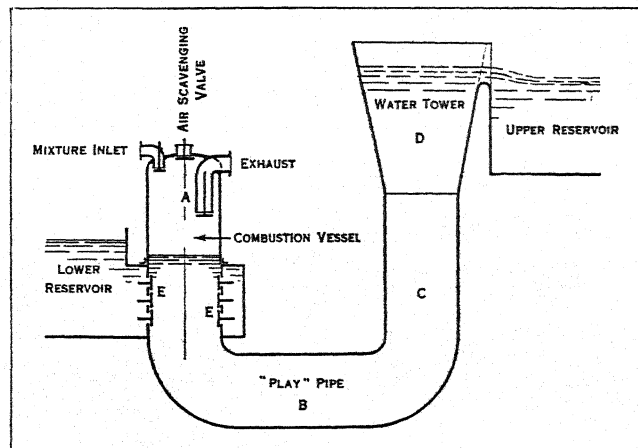 AIR SCAVENGING
VALVE
MIXTURE INLET
EXHAUST
A
COMBUSTION VESSEL
LOWER
RESERVOIR
E
E
"PLAY" PIPE
B
C
WATER TOWER
D
UPPER RESERVOIR